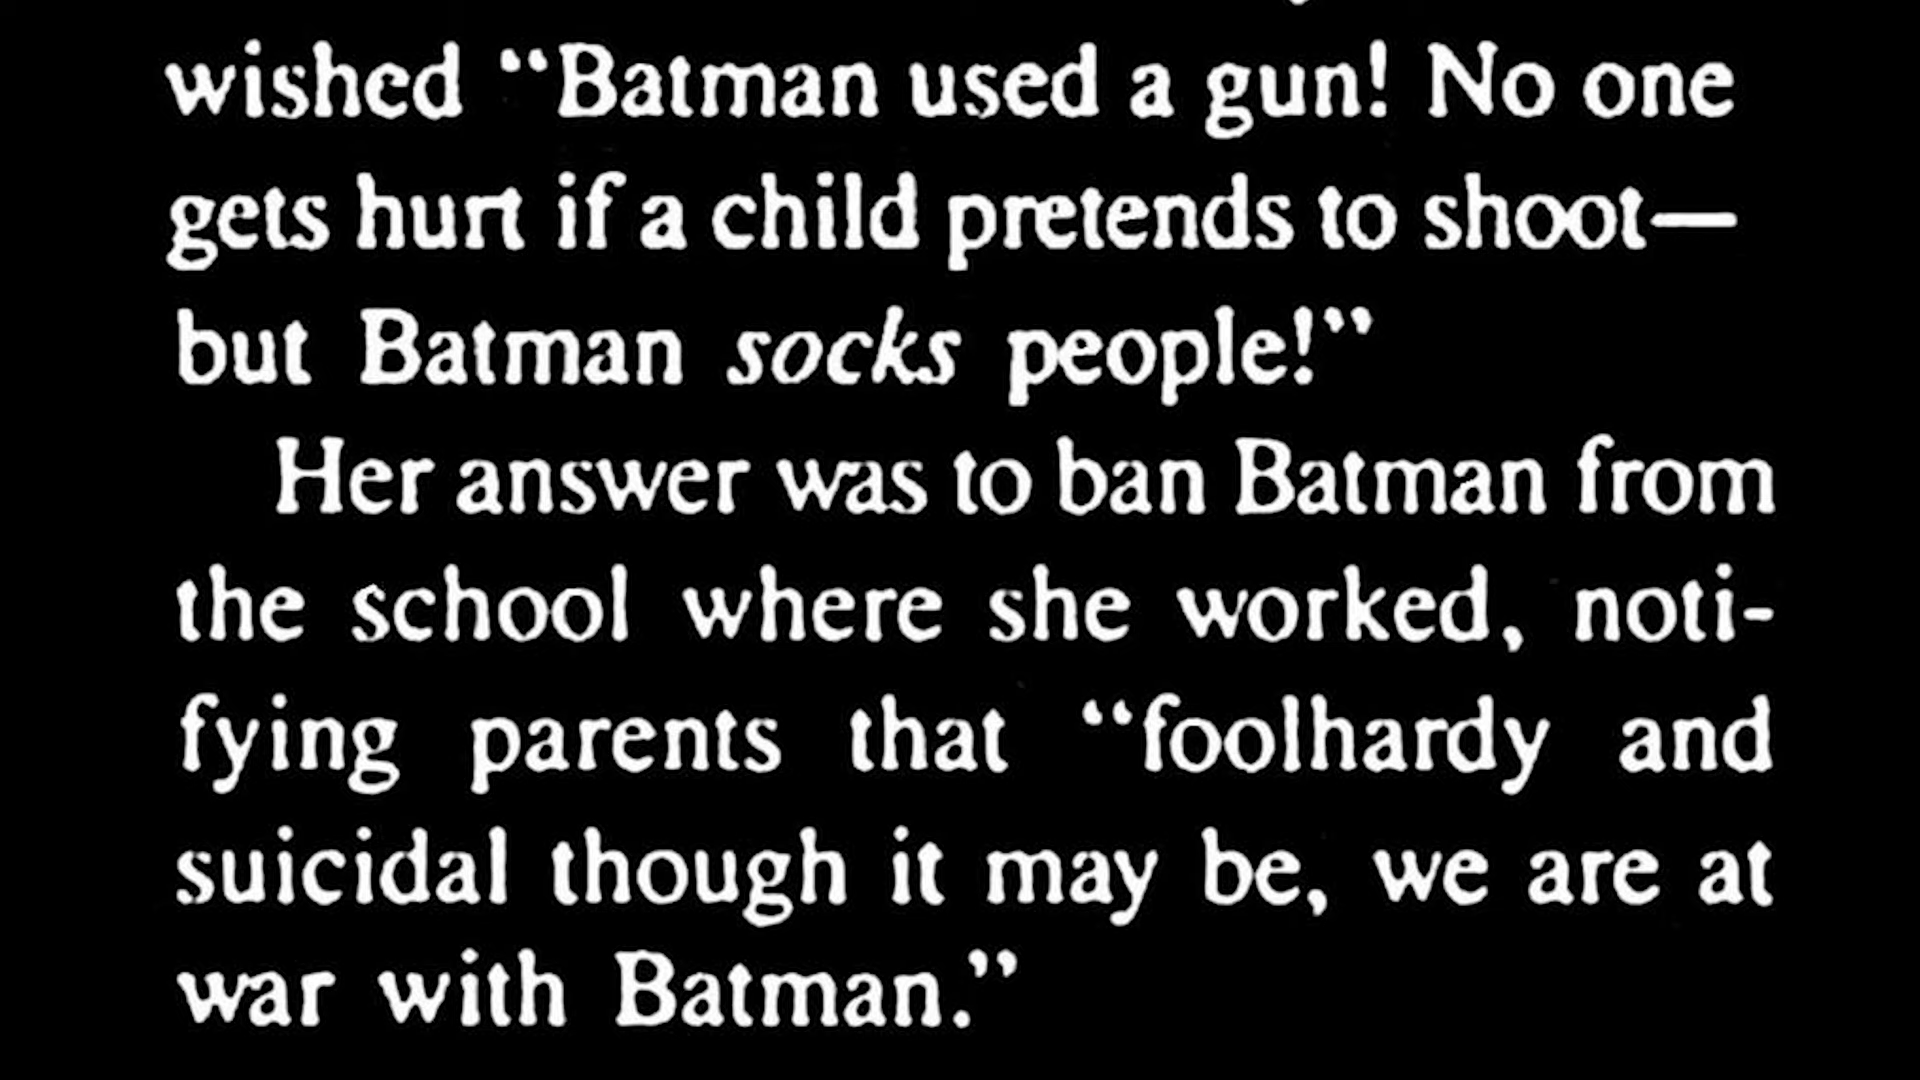 wished “Batman used a gun! No one
gets hurt if a child pretends to shoot—
but Batman socks people!”
Her answer was to ban Batman from
the school where she worked, noti-
fying parents that “foolhardy and
suicidal though it may be, we are at
war with Batman.”